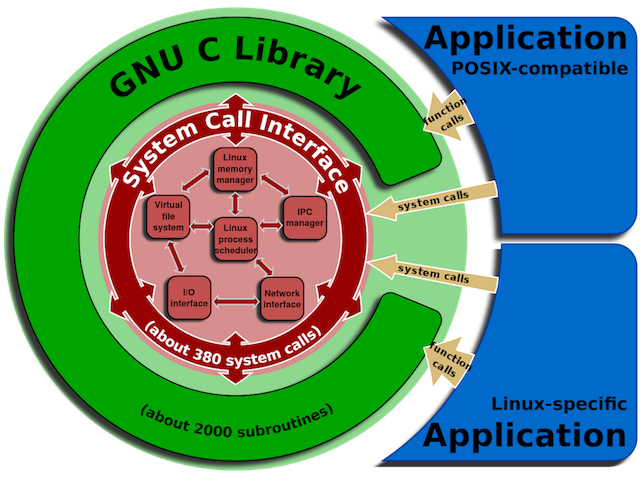 GNU C Library
System Call Interface
Linux
memory
manager
Virtual
file
system
IPC
manager
Linux
process
scheduler
I/O
interface
Network
interface
(about 380 system calls)
(about 2000 subroutines)
Application
POSIX-compatible
function
calls
system calls
system calls
function
calls
Linux-specific
Application